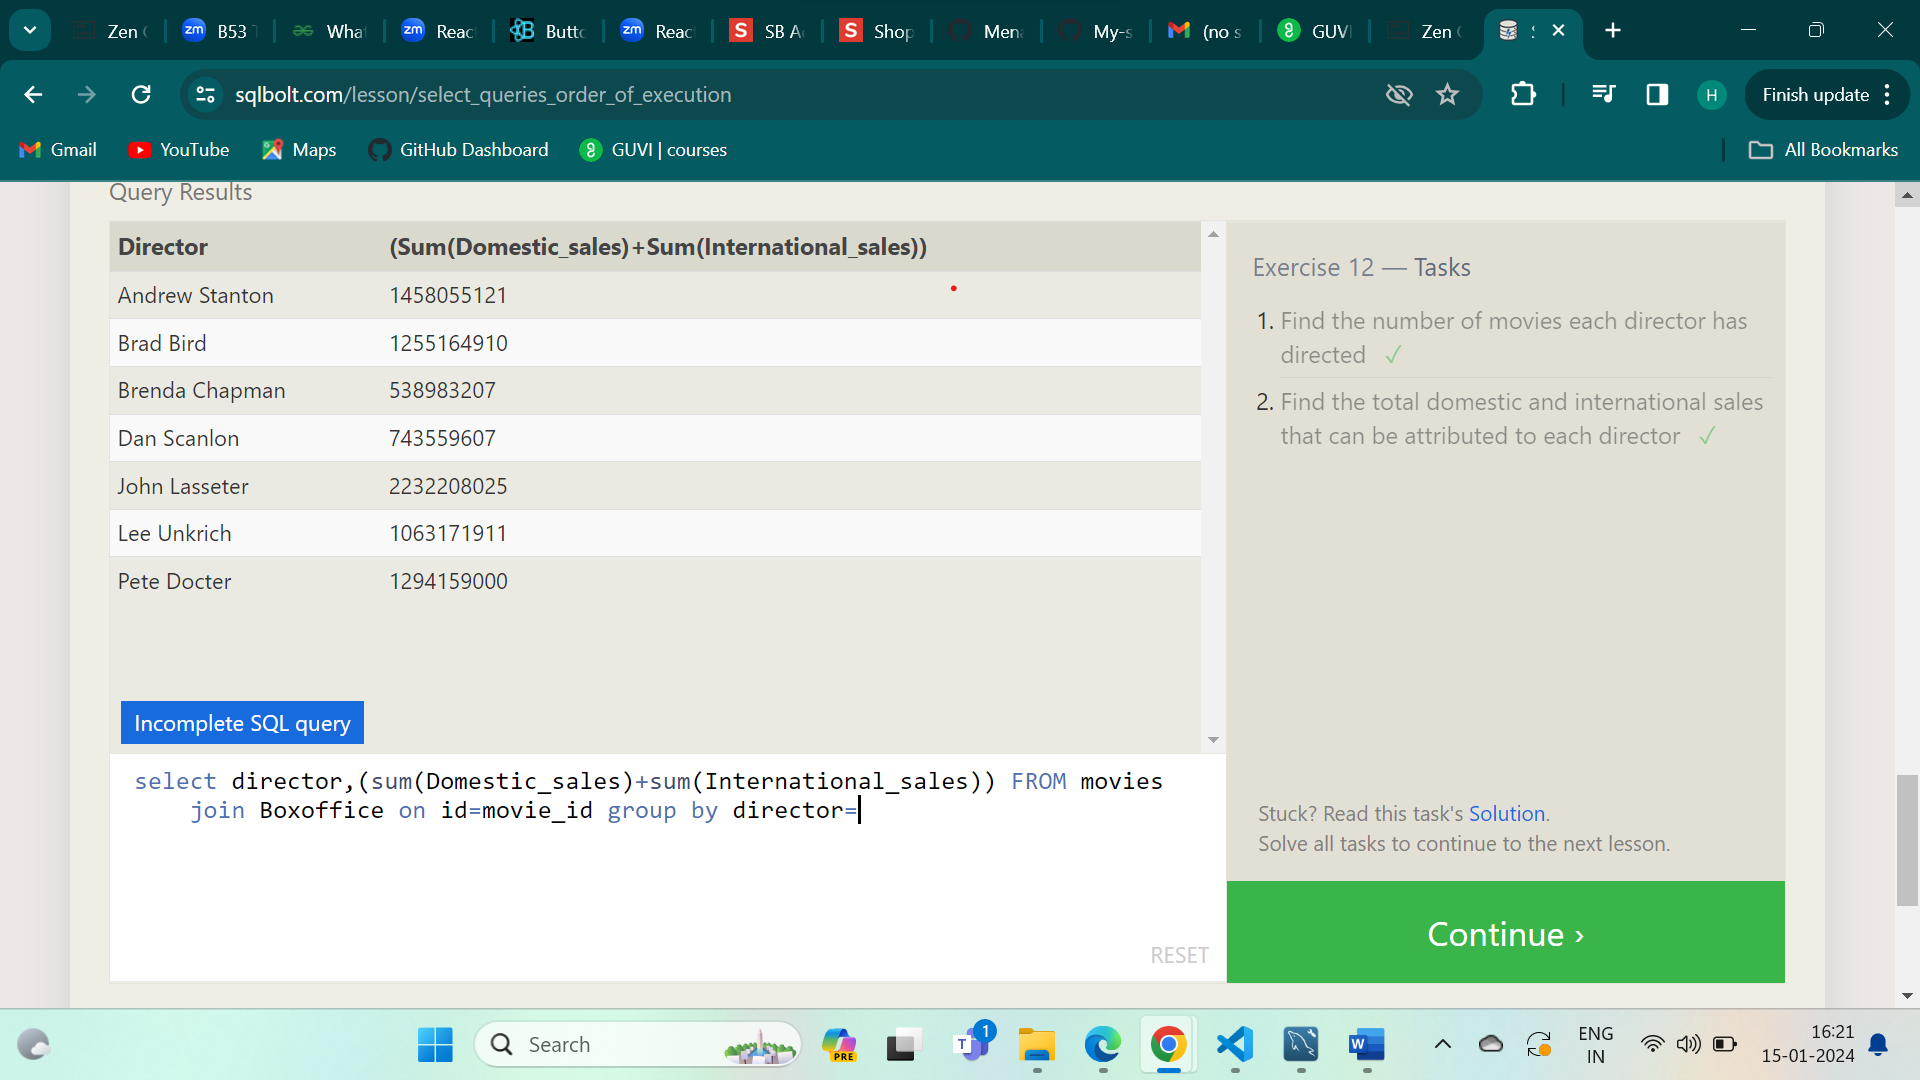 Zen
B53
What
Reac
Butto
Reac
SB A
Shop
Mena
My-s
(no s
GUVI
Zen
sqlbolt.com/lesson/select_queries_order_of_execution
H
Finish update
Gmail
YouTube
Maps
GitHub Dashboard
GUVI | courses
All Bookmarks
Query Results
Director (Sum(Domestic_sales)+Sum(International_sales))
Andrew Stanton 1458055121
Brad Bird 1255164910
Brenda Chapman 538983207
Dan Scanlon 743559607
John Lasseter 2232208025
Lee Unkrich 1063171911
Pete Docter 1294159000
Incomplete SQL query
select director,(sum(Domestic_sales)+sum(International_sales)) FROM movies
join Boxoffice on id=movie_id group by director=
RESET
Exercise 12 — Tasks
1. Find the number of movies each director has
directed ✓
2. Find the total domestic and international sales
that can be attributed to each director ✓
Stuck? Read this task's Solution.
Solve all tasks to continue to the next lesson.
Continue ›
Search
PRE
1
ENG
IN
16:21
15-01-2024